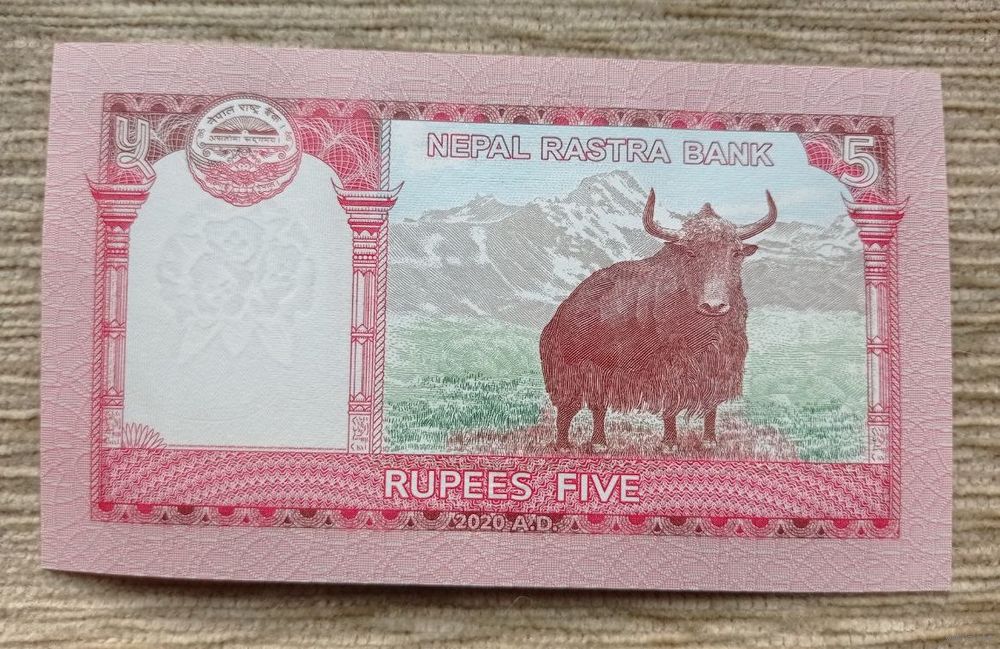 ५
नेपाल राष्ट्र बैंक
NEPAL RASTRA BANK
5
RUPEES FIVE
2020 A.D.